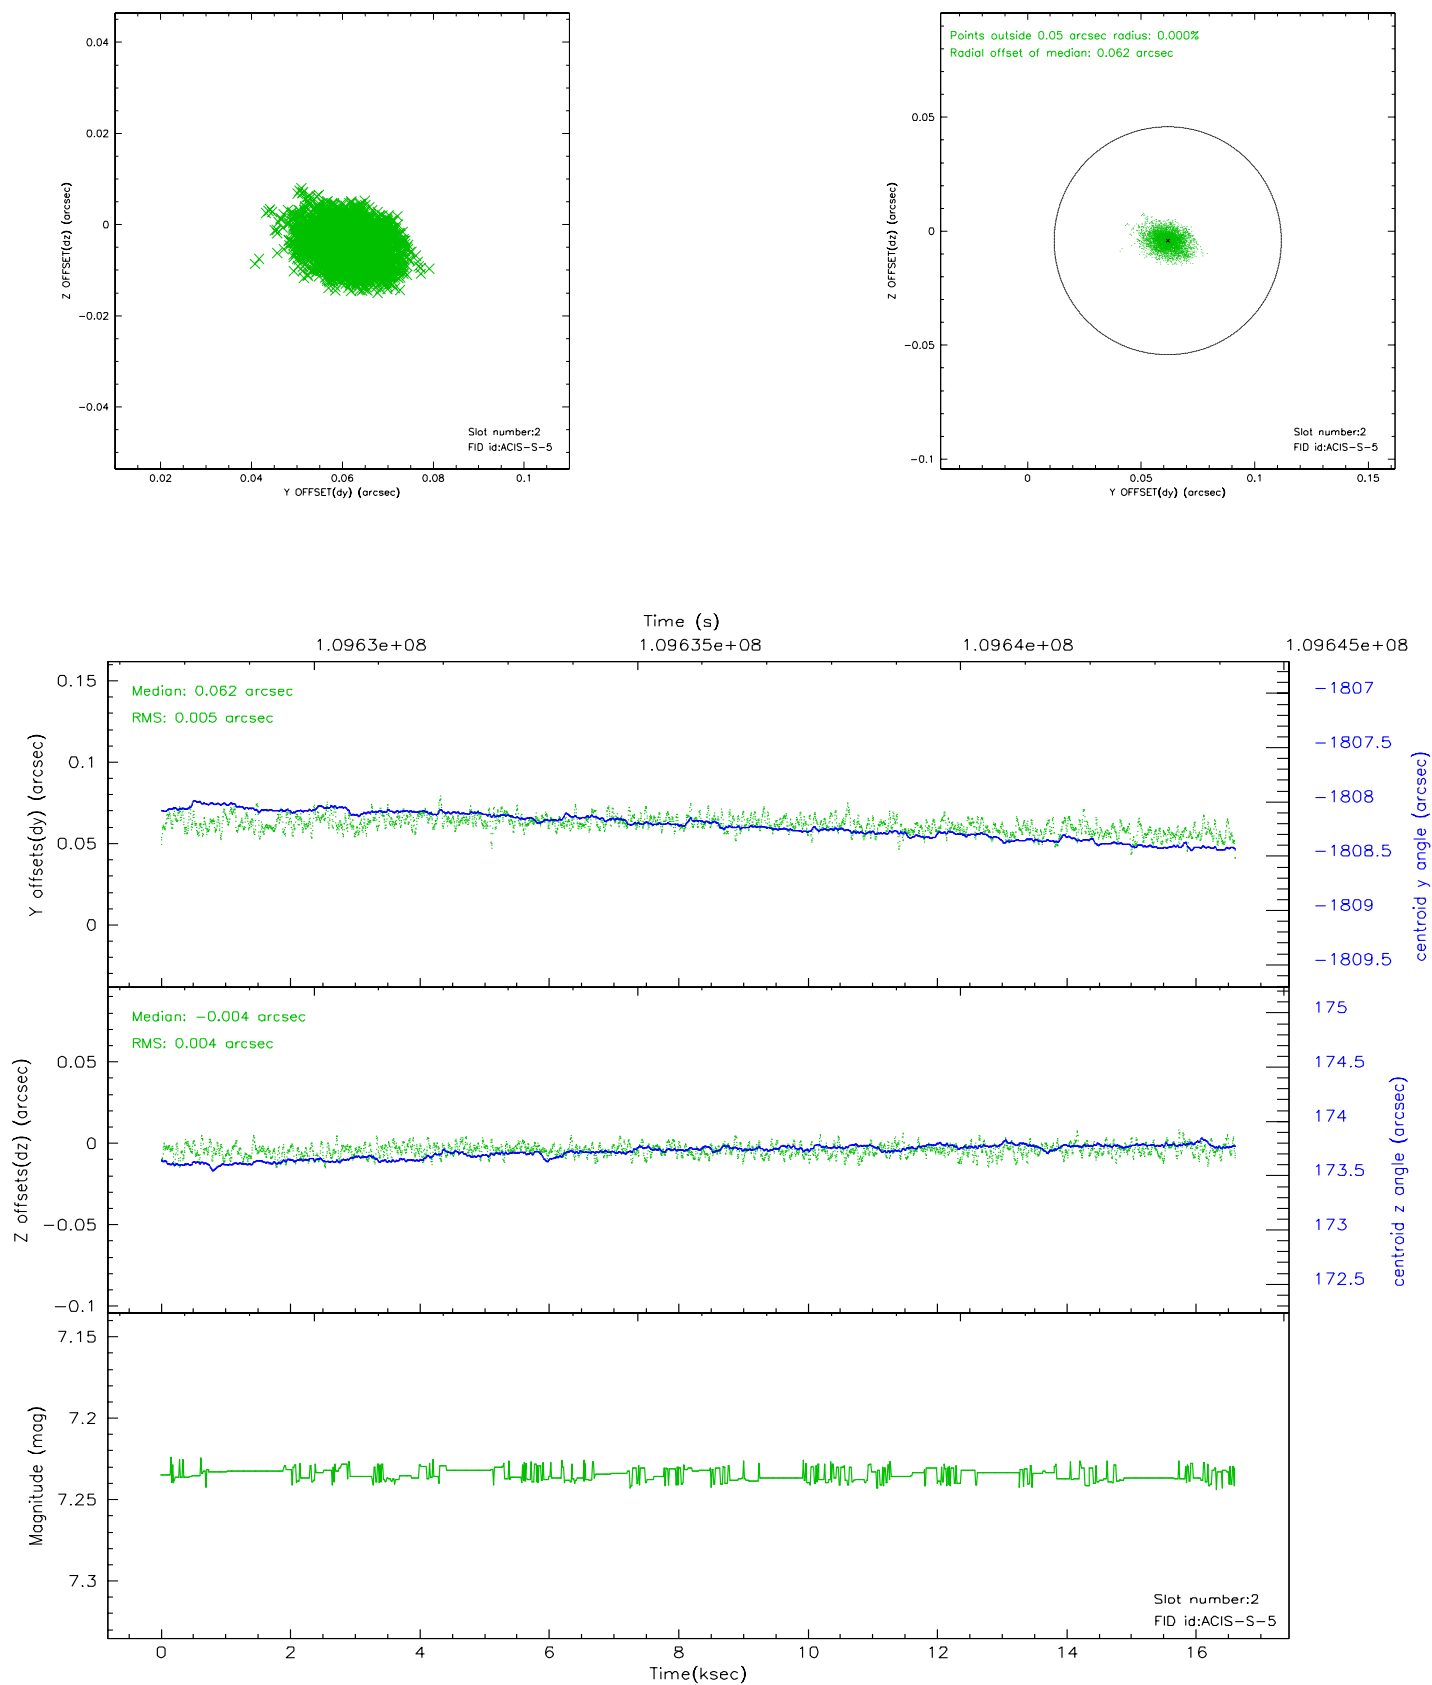 0.04
0.02
0
-0.02
-0.04
Z OFFSET(dz) (arcsec)
Slot number:2
FID id:ACIS-S-5
0.02 0.04 0.06 0.08 0.1
Y OFFSET(dy) (arcsec)
Points outside 0.05 arcsec radius: 0.000%
Radial offset of median: 0.062 arcsec
0.05
0
-0.05
-0.1
Z OFFSET(dz) (arcsec)
Slot number:2
FID id:ACIS-S-5
0 0.05 0.1 0.15
Y OFFSET(dy) (arcsec)
Time (s)
1.0963e+08 1.09635e+08 1.0964e+08 1.09645e+08
Median: 0.062 arcsec
RMS: 0.005 arcsec
0.15
0.1
0.05
0
Y offsets(dy) (arcsec)
-1807
-1807.5
-1808
-1808.5
-1809
-1809.5
centroid y angle (arcsec)
Median: -0.004 arcsec
RMS: 0.004 arcsec
0.05
0
-0.05
-0.1
Z offsets(dz) (arcsec)
175
174.5
174
173.5
173
172.5
centroid z angle (arcsec)
7.15
7.2
7.25
7.3
Magnitude (mag)
Slot number:2
FID id:ACIS-S-5
0 2 4 6 8 10 12 14 16
Time(ksec)